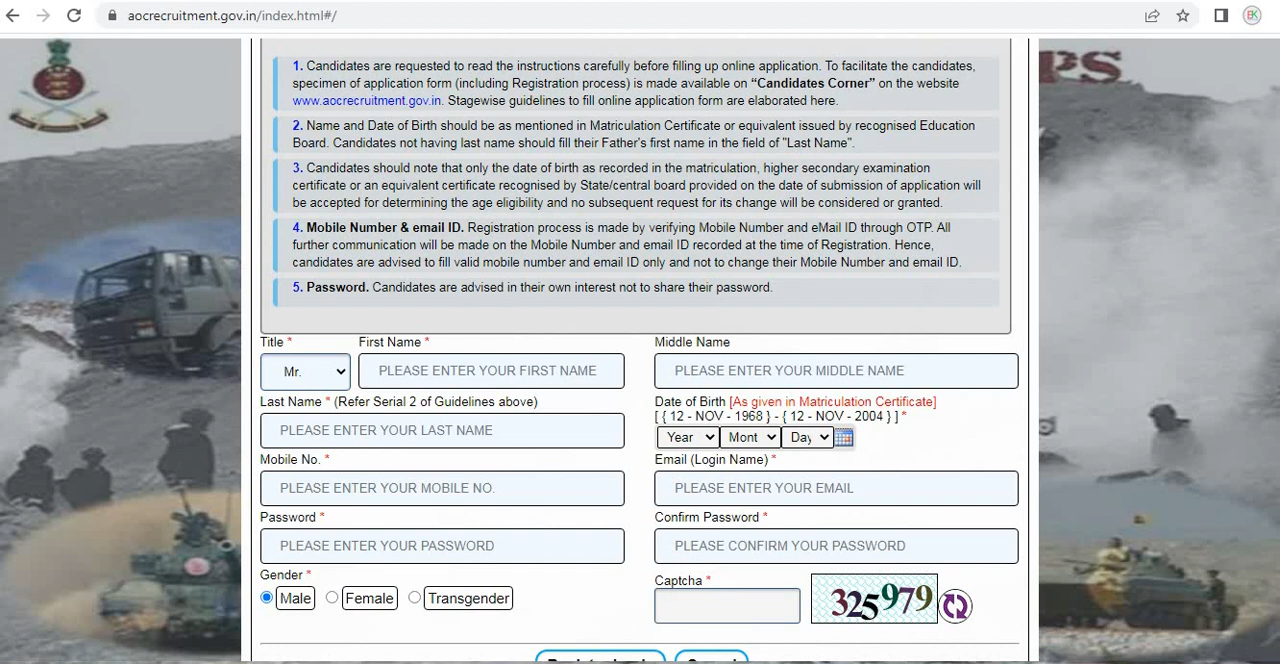 aocrecruitment.gov.in/index.html#/
1. Candidates are requested to read the instructions carefully before filling up online application. To facilitate the candidates,
specimen of application form (including Registration process) is made available on "Candidates Corner" on the website
www.aocrecruitment.gov.in. Stagewise guidelines to fill online application form are elaborated here.
2. Name and Date of Birth should be as mentioned in Matriculation Certificate or equivalent issued by recognised Education
Board. Candidates not having last name should fill their Father's first name in the field of "Last Name".
3. Candidates should note that only the date of birth as recorded in the matriculation, higher secondary examination
certificate or an equivalent certificate recognised by State/central board provided on the date of submission of application will
be accepted for determining the age eligibility and no subsequent request for its change will be considered or granted.
4. Mobile Number & email ID. Registration process is made by verifying Mobile Number and eMail ID through OTP. All
further communication will be made on the Mobile Number and email ID recorded at the time of Registration. Hence,
candidates are advised to fill valid mobile number and email ID only and not to change their Mobile Number and email ID.
5. Password. Candidates are advised in their own interest not to share their password.
Title * First Name * Middle Name
Mr. PLEASE ENTER YOUR FIRST NAME PLEASE ENTER YOUR MIDDLE NAME
Last Name * (Refer Serial 2 of Guidelines above) Date of Birth [As given in Matriculation Certificate]
[ { 12 - NOV - 1968 } - { 12 - NOV - 2004 } ] *
PLEASE ENTER YOUR LAST NAME Year Mont Day
Mobile No. * Email (Login Name) *
PLEASE ENTER YOUR MOBILE NO. PLEASE ENTER YOUR EMAIL
Password * Confirm Password *
PLEASE ENTER YOUR PASSWORD PLEASE CONFIRM YOUR PASSWORD
Gender * Captcha *
Male Female Transgender 325979